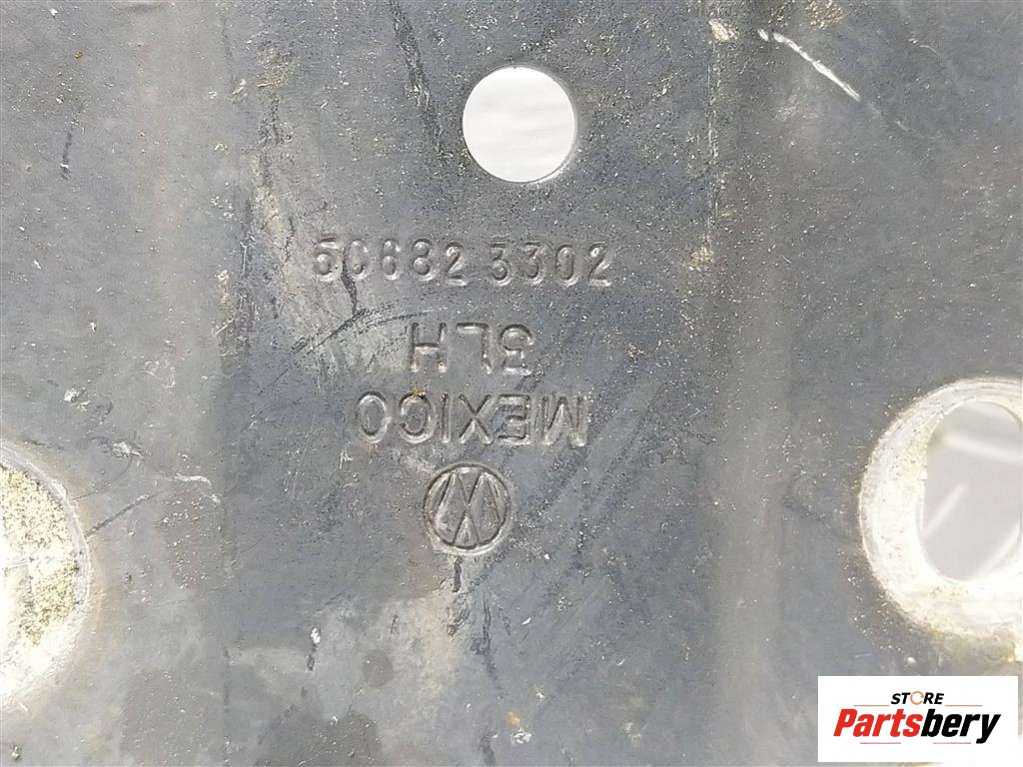 5C682 3302
3LH
MEXICO
STORE
Partsbery